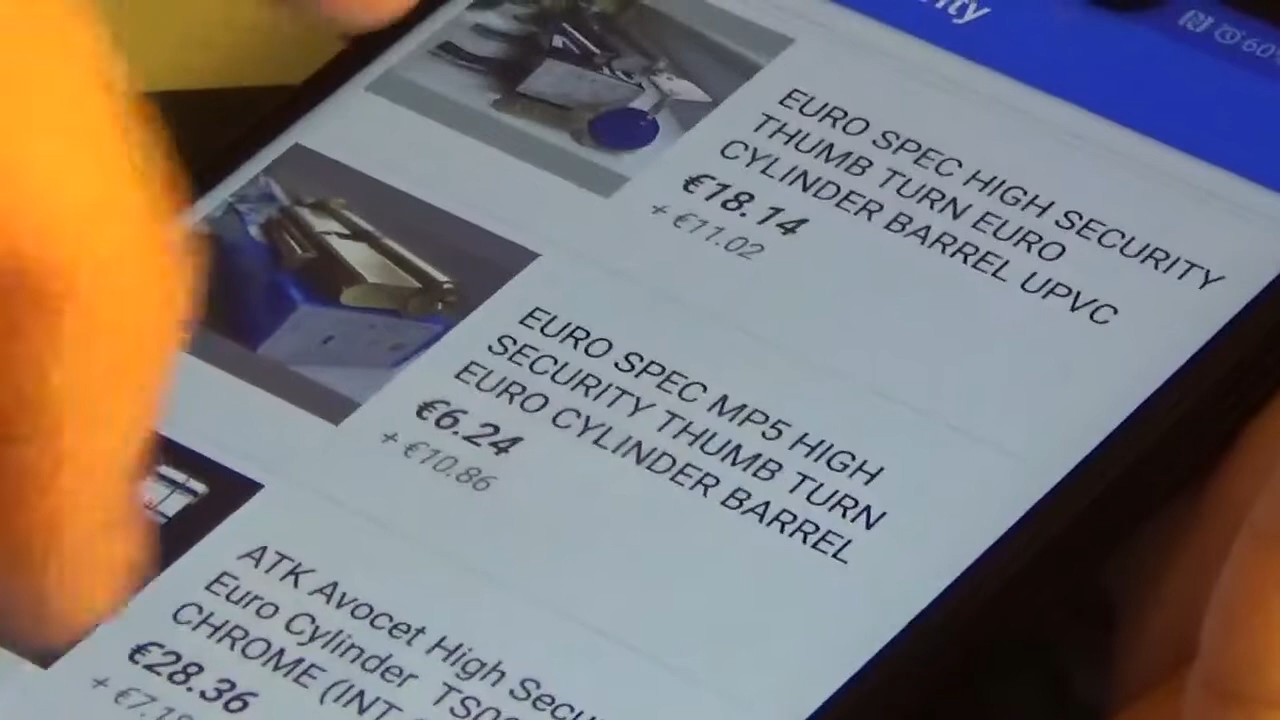 EURO SPEC HIGH SECURITY
THUMB TURN EURO
CYLINDER BARREL UPVC
€18.14
+ €11.02
EURO SPEC MP5 HIGH
SECURITY THUMB TURN
EURO CYLINDER BARREL
€6.24
+ €10.86
ATK Avocet High
Euro Cylinder
CHROME (INT
€28.36